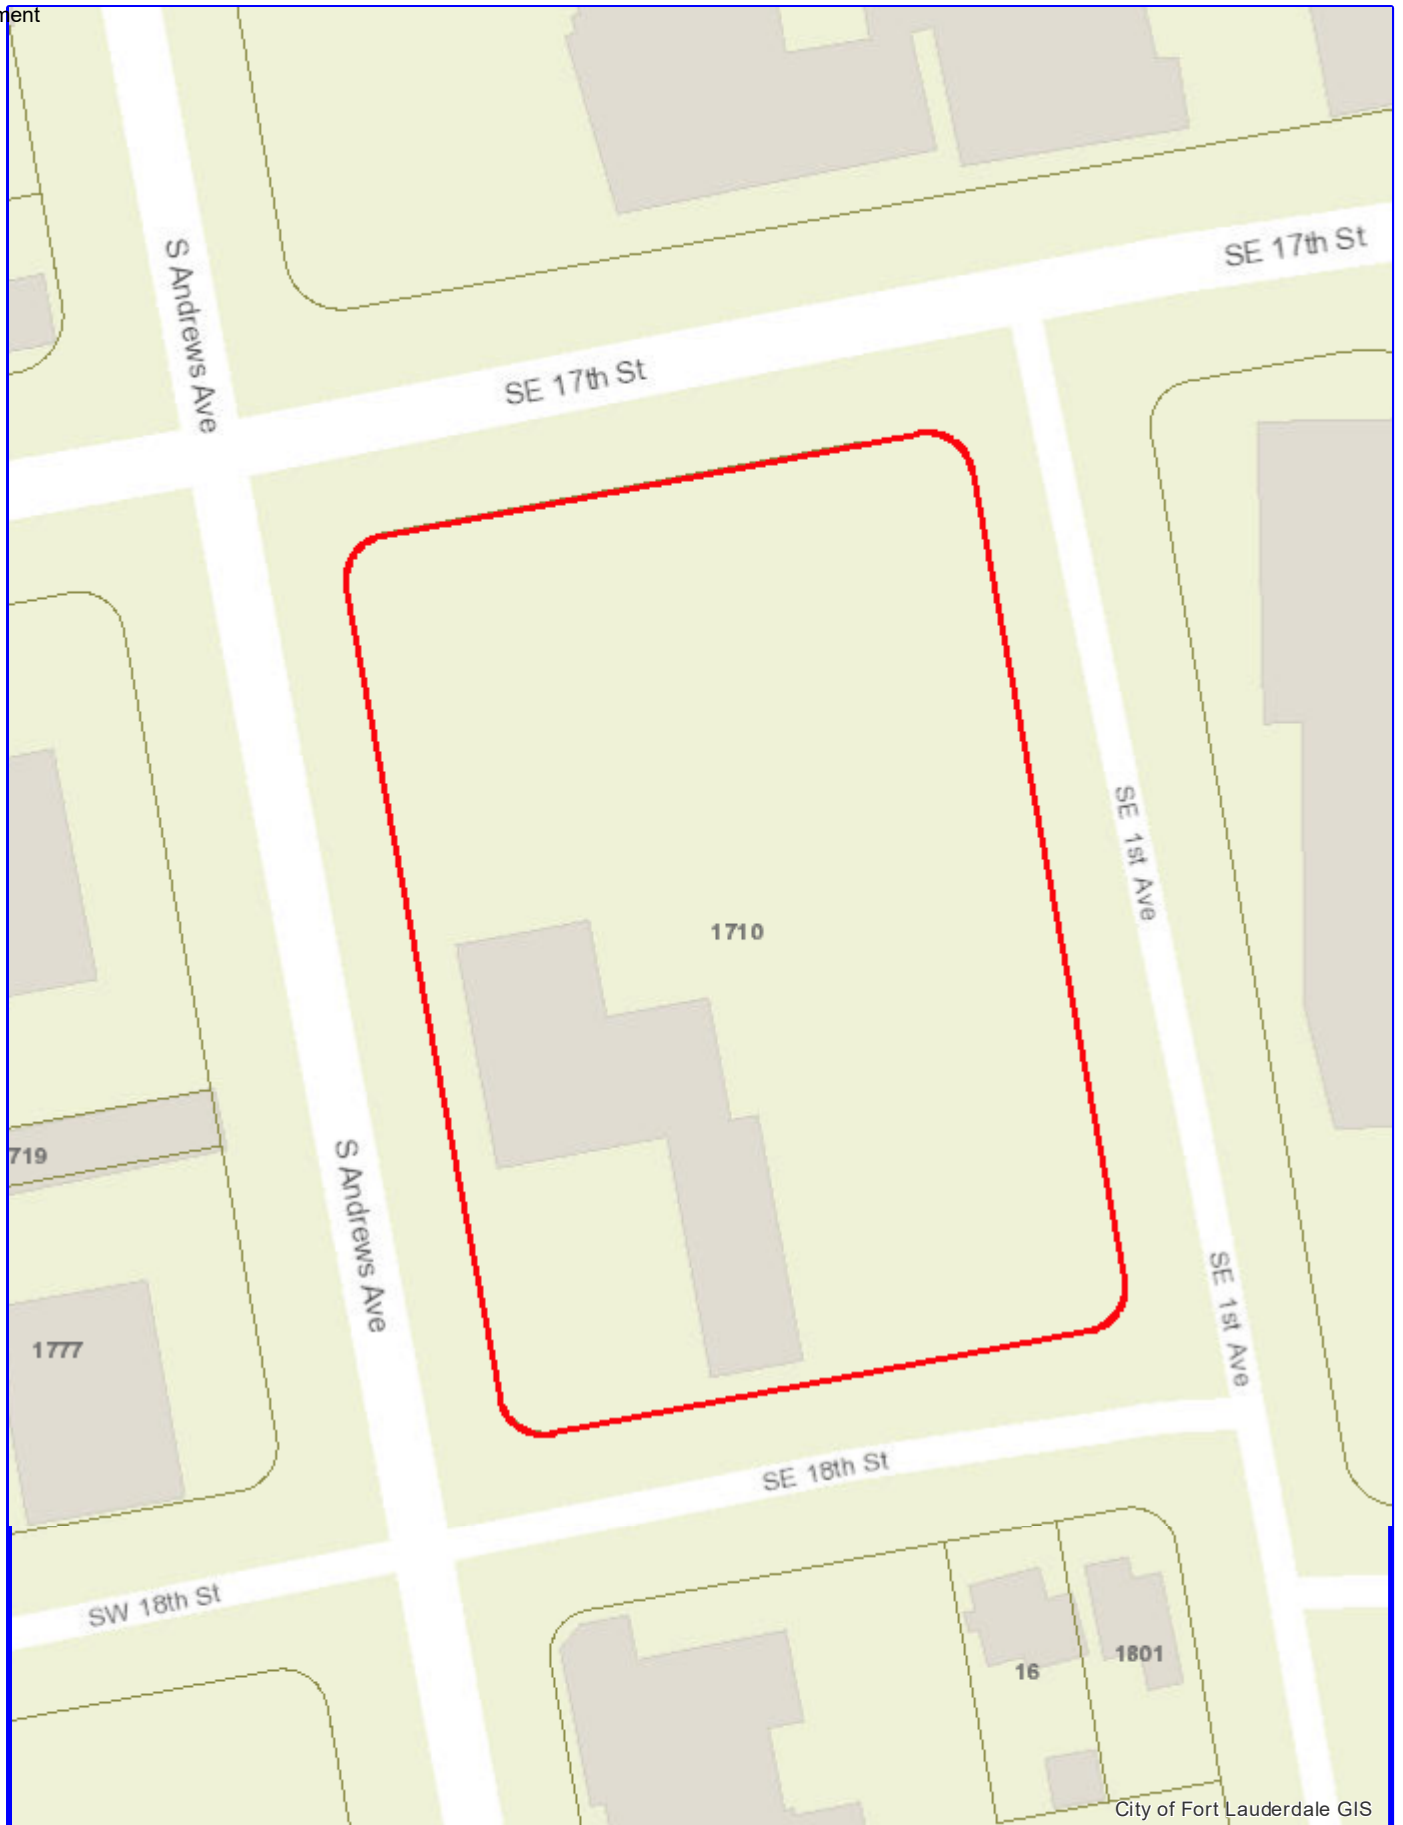 ment
S Andrews Ave
SE 17th St
SE 17th St
SE 1st Ave
1710
719
S Andrews Ave
1777
SE 1st Ave
SE 18th St
SW 18th St
16
1801
City of Fort Lauderdale GIS